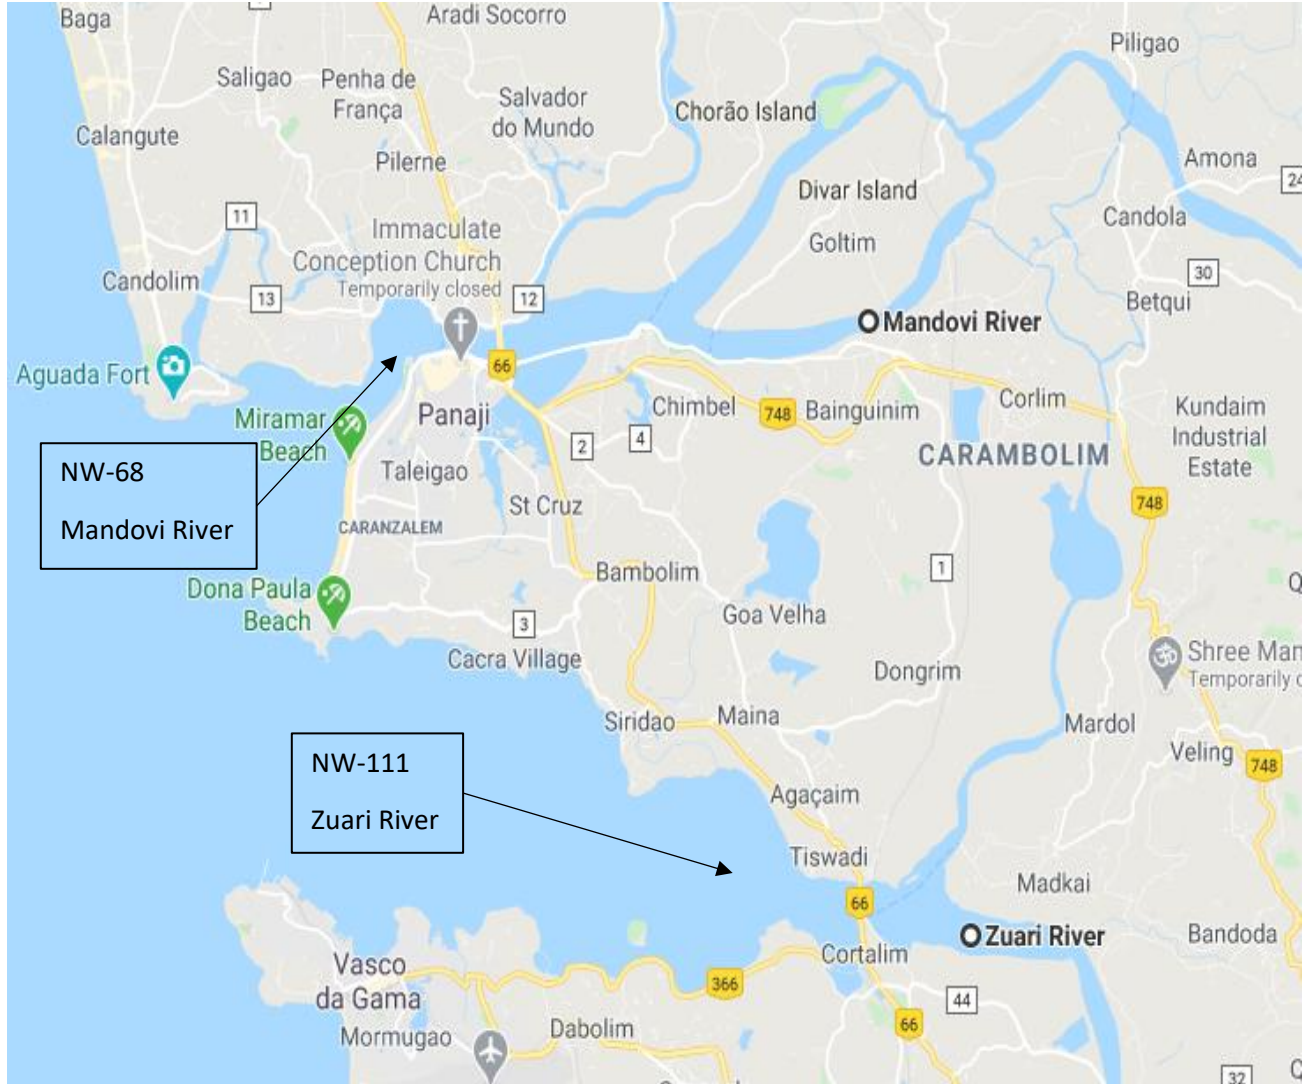 Baga
Aradi Socorro
Piligao
Saligao
Penha de
França
Salvador
do Mundo
Chorão Island
Calangute
Pilerne
Amona
24
Divar Island
Candola
11
Immaculate
Conception Church
Temporarily closed
Goltim
Candolim
13
12
30
Betqui
Mandovi River
66
Aguada Fort
Miramar
Beach
Panaji
Chimbel
748
Bainguinim
Corlim
Kundaim
Industrial
Estate
2
4
CARAMBOLIM
NW-68
Mandovi River
Taleigao
St Cruz
748
CARANZALEM
Bambolim
1
Dona Paula
Beach
3
Goa Velha
Cacra Village
Dongrim
Shree Man
Temporarily c
Siridao
Maina
Mardol
Veling
748
NW-111
Zuari River
Agaçaim
Tiswadi
Madkai
66
Zuari River
Bandoda
Cortalim
Vasco
da Gama
366
44
Mormugao
Dabolim
66
32